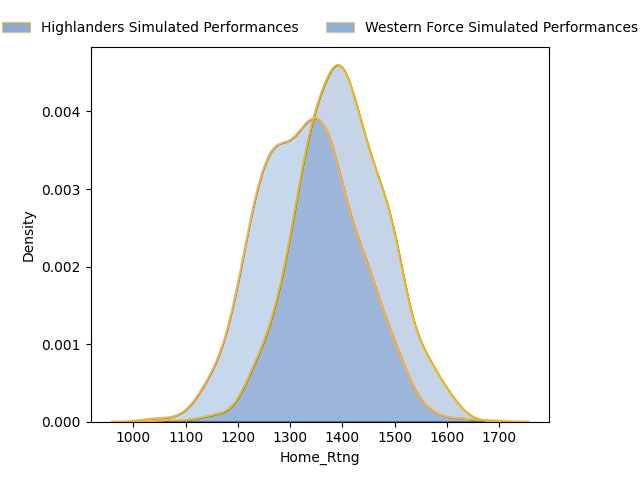 Highlanders Simulated Performances
Western Force Simulated Performances
Density
0.004
0.003
0.002
0.001
0.000
1000 1100 1200 1300 1400 1500 1600 1700
Home_Rtng